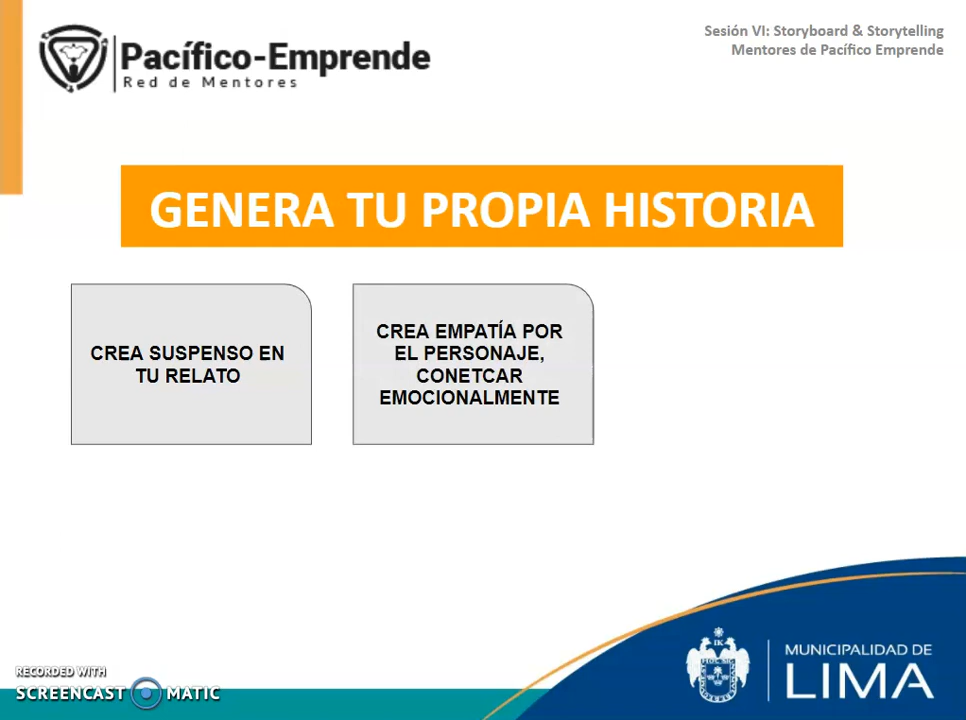 Pacífico-Emprende
Red de Mentores
Sesión VI: Storyboard & Storytelling
Mentores de Pacífico Emprende
GENERA TU PROPIA HISTORIA
CREA SUSPENSO EN
TU RELATO
CREA EMPATÍA POR
EL PERSONAJE,
CONETCAR
EMOCIONALMENTE
RECORDED WITH
SCREENCAST MATIC
MUNICIPALIDAD DE
LIMA